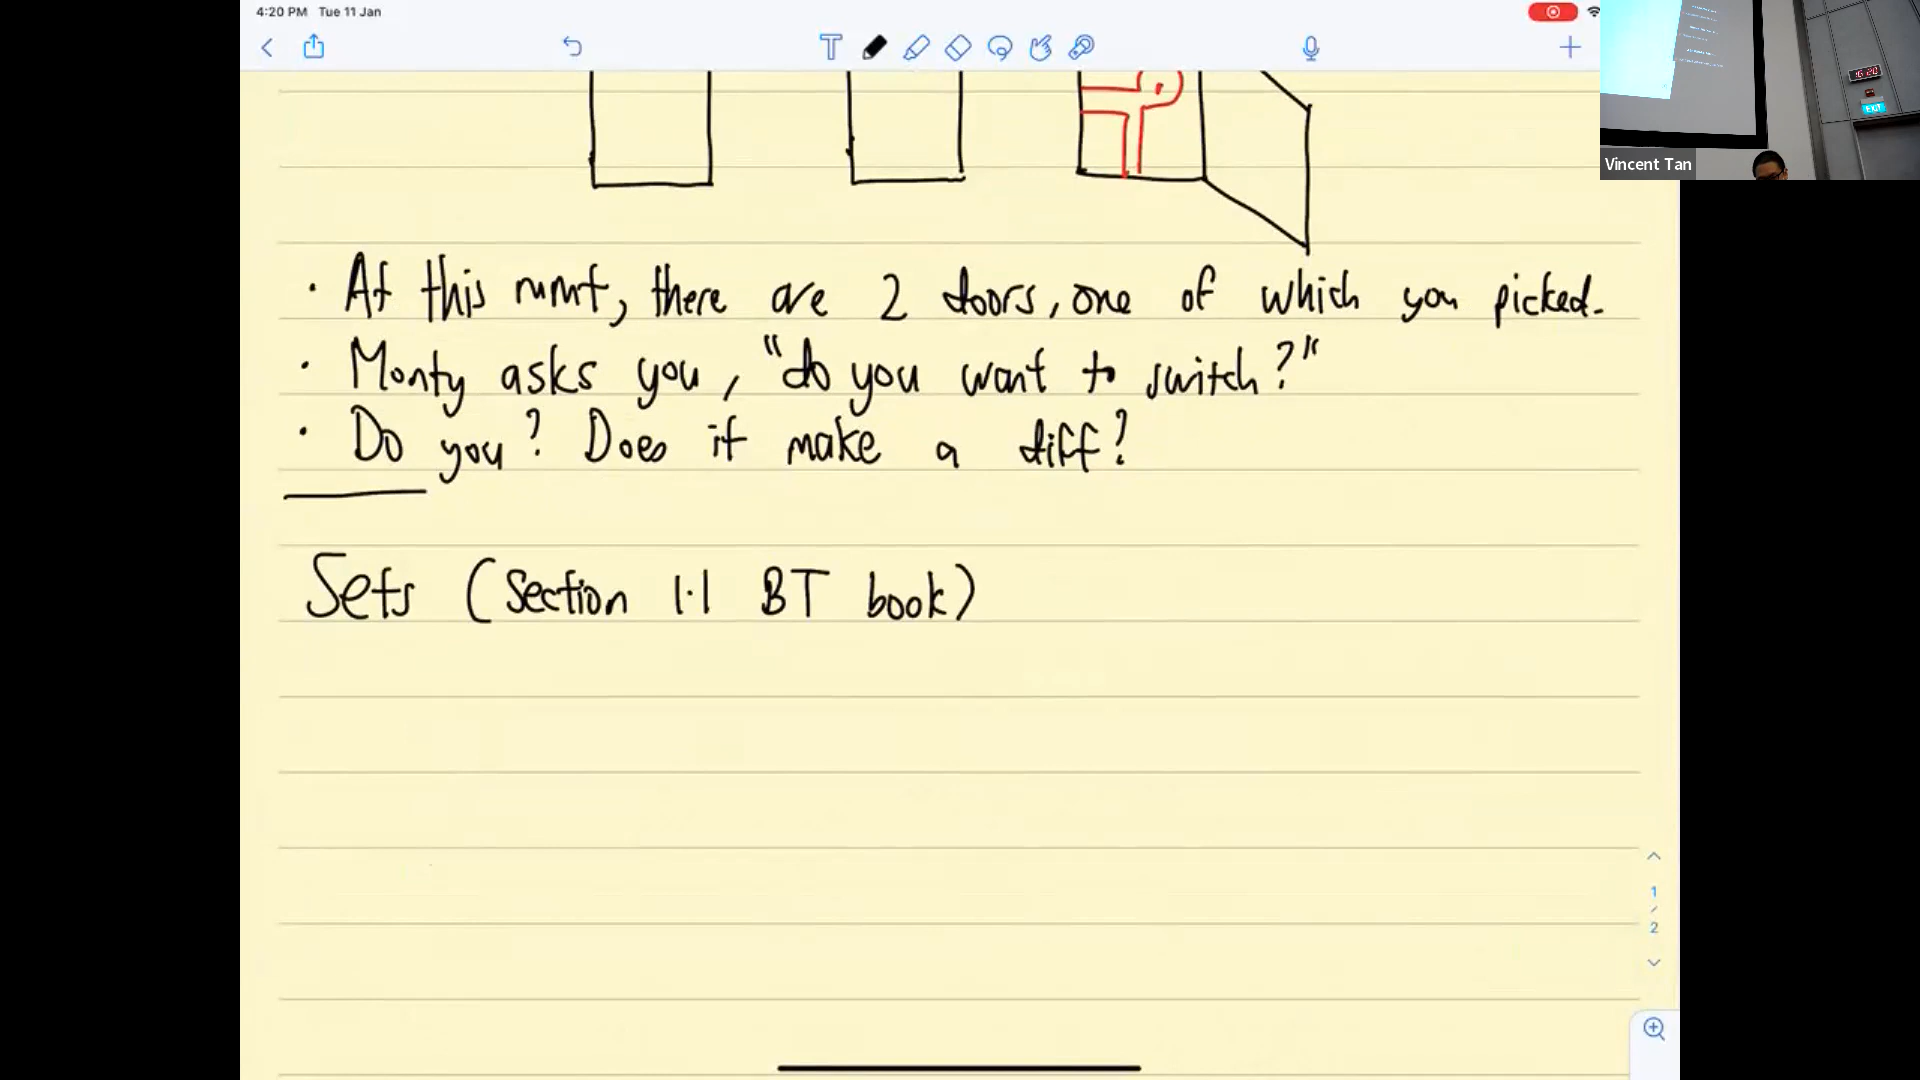 4:20 PM Tue 11 Jan
T
Vincent Tan
EXIT
· At this mmt, there are 2 doors, one of which you picked.
· Monty asks you, "do you want to switch?"
· Do you? Does it make a diff?
Sets (Section 1.1 BT book)
1
/
2